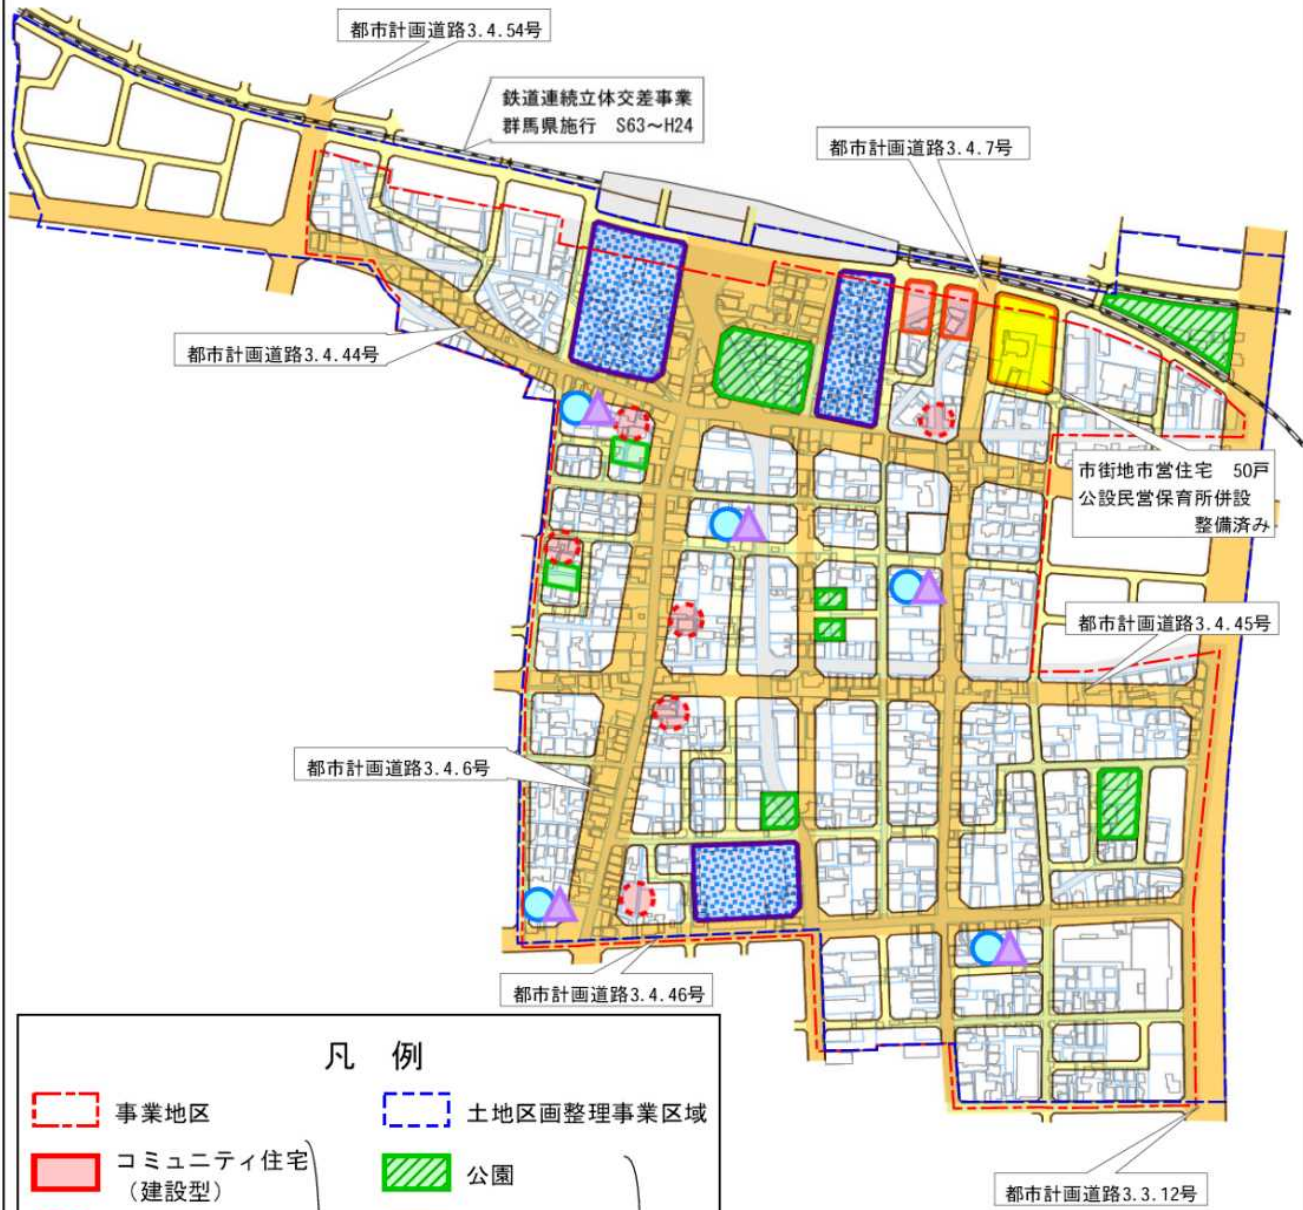 都市計画道路3.4.54号
鉄道連続立体交差事業
群馬県施行 S63～H24
都市計画道路3.4.7号
都市計画道路3.4.44号
市街地市営住宅 50戸
公設民営保育所併設
整備済み
都市計画道路3.4.45号
都市計画道路3.4.6号
都市計画道路3.4.46号
都市計画道路3.3.12号
凡 例
事業地区
土地区画整理事業区域
コミュニティ住宅
（建設型）
公園